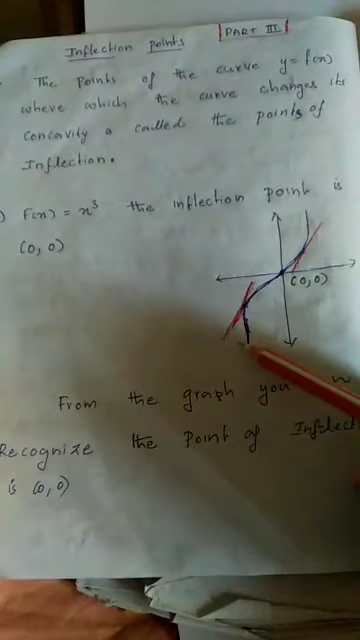 Inflection Points PART III
The Points of the curve y=f(x)
where which the curve changes its
Concavity is called the points of
Inflection.
) F(x) = x³ the inflection point is
(0,0)
(0,0)
From the graph you
Recognize the Point of
is (0,0)